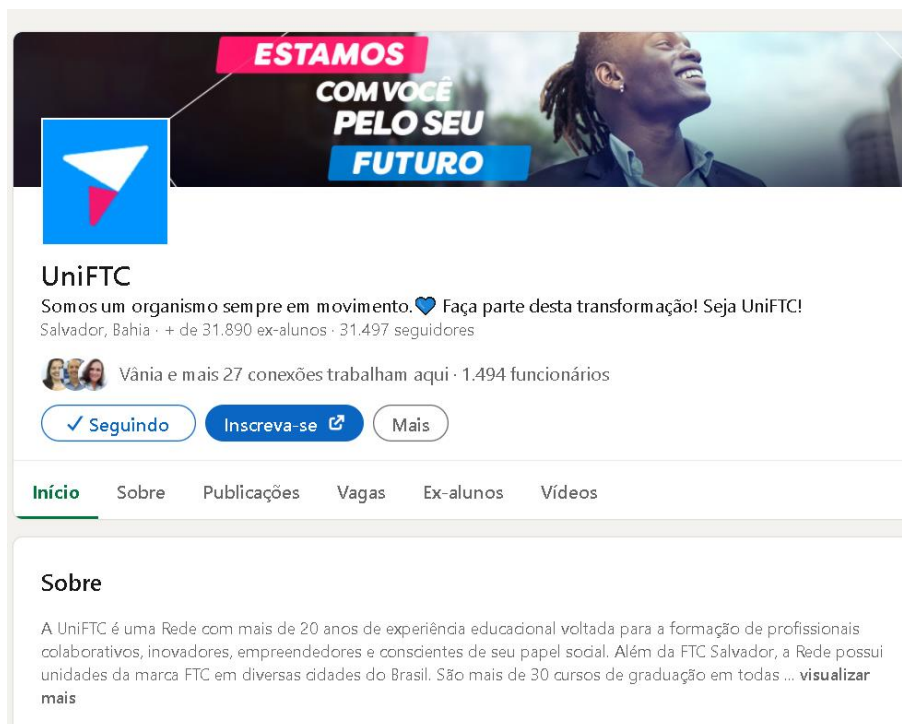 ESTAMOS
COM VOCÊ
PELO SEU
FUTURO
UniFTC
Somos um organismo sempre em movimento.💙 Faça parte desta transformação! Seja UniFTC!
Salvador, Bahia · + de 31.890 ex-alunos · 31.497 seguidores
Vânia e mais 27 conexões trabalham aqui · 1.494 funcionários
✓ Seguindo Inscreva-se Mais
Início Sobre Publicações Vagas Ex-alunos Vídeos
Sobre
A UniFTC é uma Rede com mais de 20 anos de experiência educacional voltada para a formação de profissionais
colaborativos, inovadores, empreendedores e conscientes de seu papel social. Além da FTC Salvador, a Rede possui
unidades da marca FTC em diversas cidades do Brasil. São mais de 30 cursos de graduação em todas ... visualizar
mais